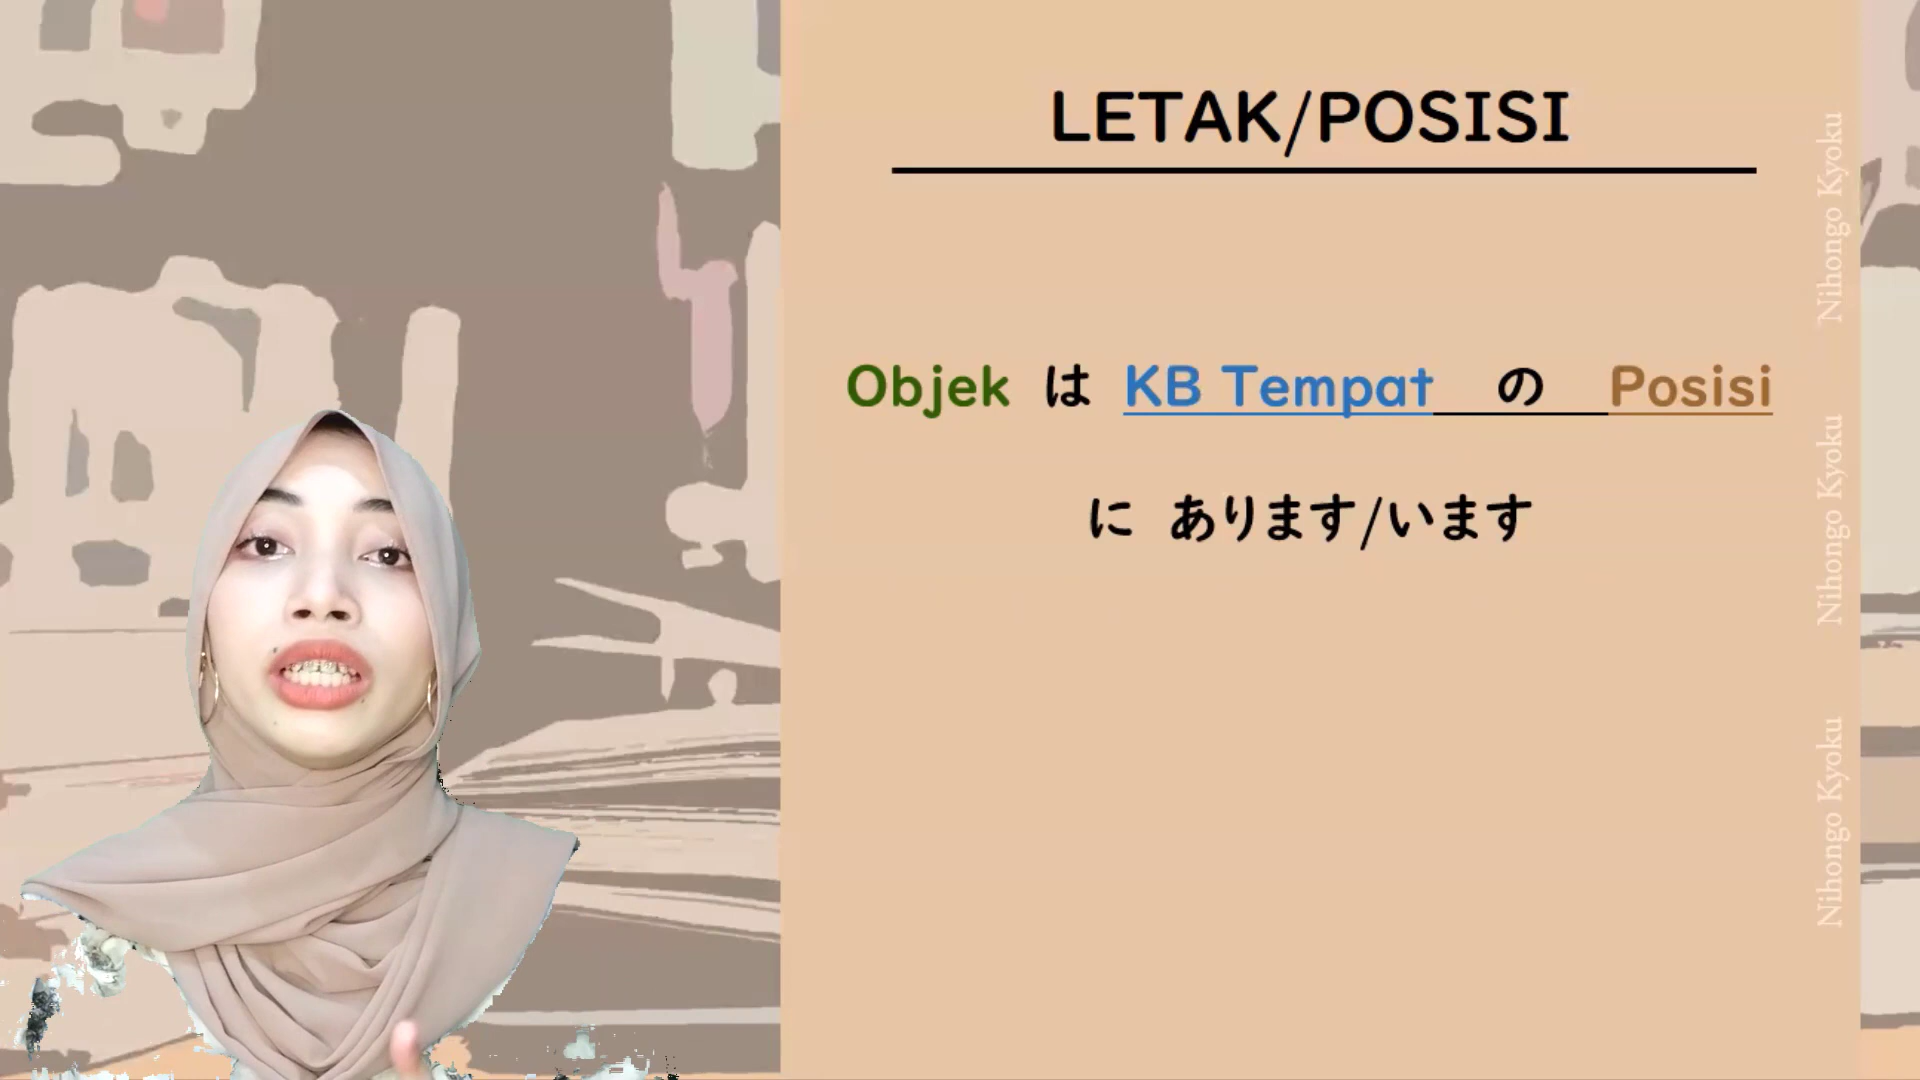 LETAK/POSISI
Objek は KB Tempat の Posisi
に あります/います
Nihongo Kyoku
Nihongo Kyoku
Nihongo Kyoku